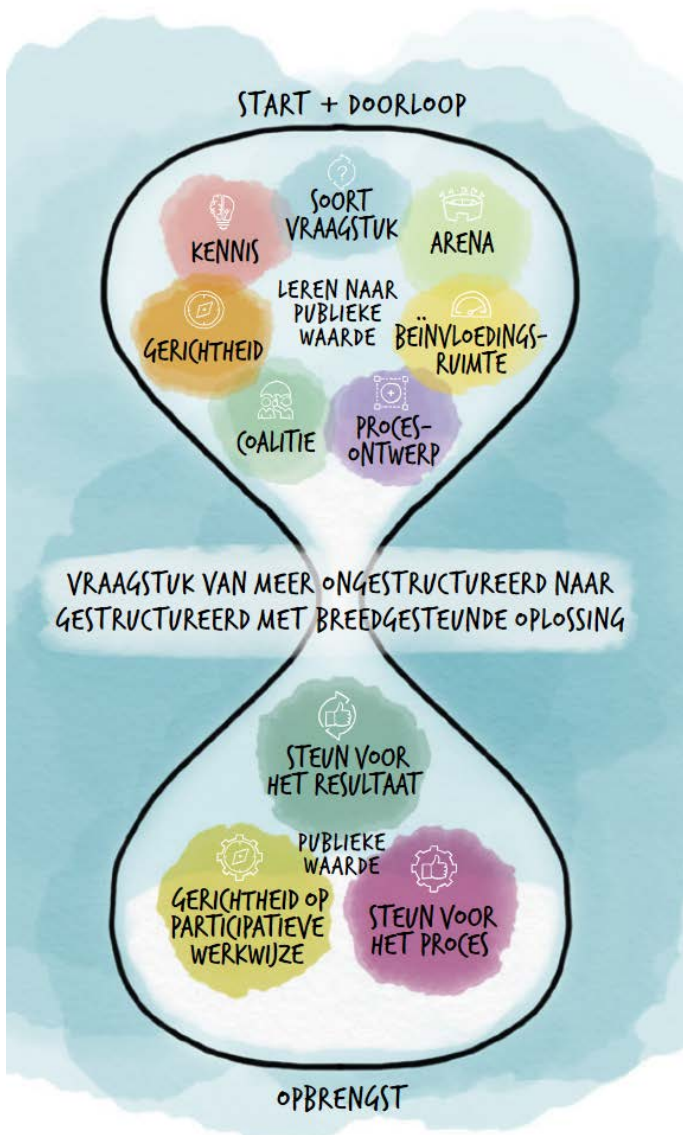 START + DOORLOOP
SOORT
VRAAGSTUK
KENNIS
ARENA
LEREN NAAR
PUBLIEKE
WAARDE
GERICHTHEID
BEÏNVLOEDINGS-
RUIMTE
COALITIE
PROCES-
ONTWERP
VRAAGSTUK VAN MEER ONGESTRUCTUREERD NAAR
GESTRUCTUREERD MET BREEDGESTEUNDE OPLOSSING
STEUN VOOR
HET RESULTAAT
PUBLIEKE
WAARDE
GERICHTHEID OP
PARTICIPATIEVE
WERKWIJZE
STEUN VOOR
HET PROCES
OPBRENGST